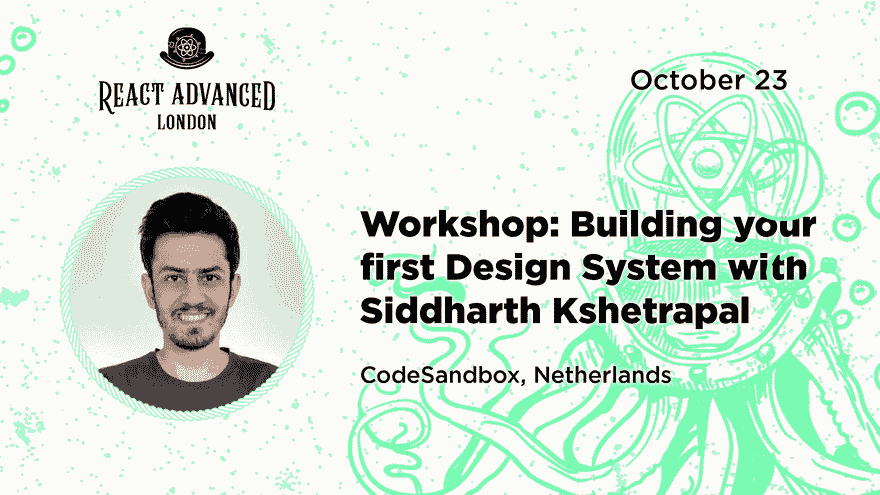 REACT ADVANCED
LONDON
October 23
Workshop: Building your
first Design System with
Siddharth Kshetrapal
CodeSandbox, Netherlands